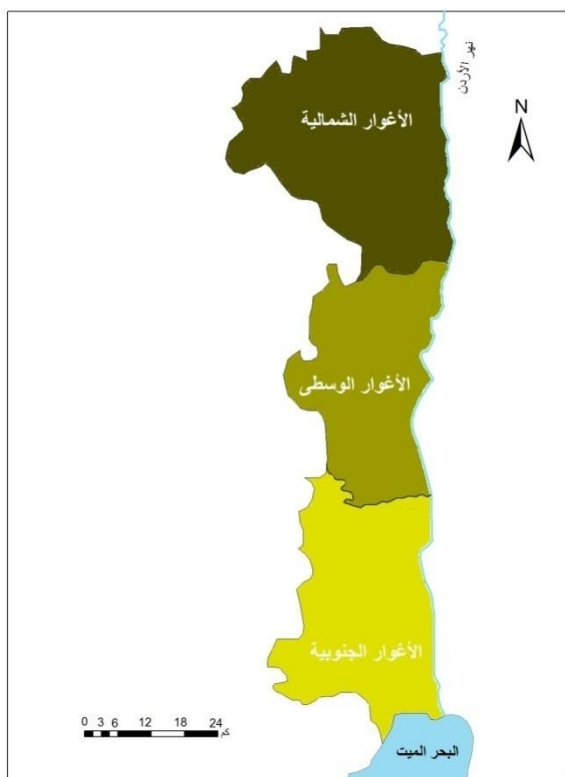 نهر الأردن
N
الأغوار الشمالية
الأغوار الوسطى
الأغوار الجنوبية
0 3 6 12 18 24
كم
البحر الميت